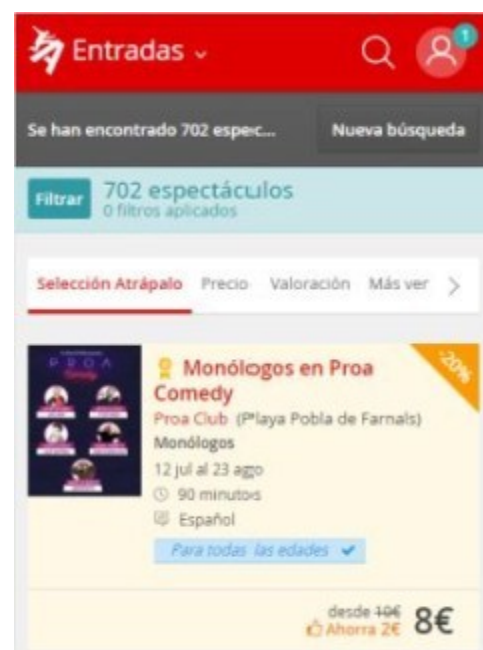 Entradas
1
Se han encontrado 702 espec...
Nueva búsqueda
Filtrar
702 espectáculos
0 filtros aplicados
Selección Atrápalo
Precio
Valoración
Más ver
PROA
Comedy
-20%
Monólogos en Proa
Comedy
Proa Club (Playa Pobla de Farnals)
Monólogos
12 jul al 23 ago
90 minutos
Español
Para todas las edades
desde 10€
Ahorra 2€
8€